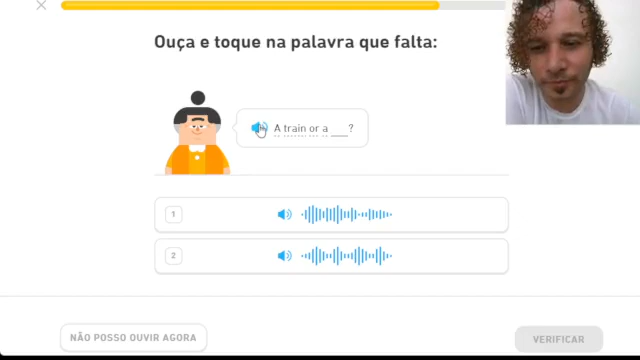 Ouça e toque na palavra que falta:
A train or a ___?
1
2
NÃO POSSO OUVIR AGORA
VERIFICAR